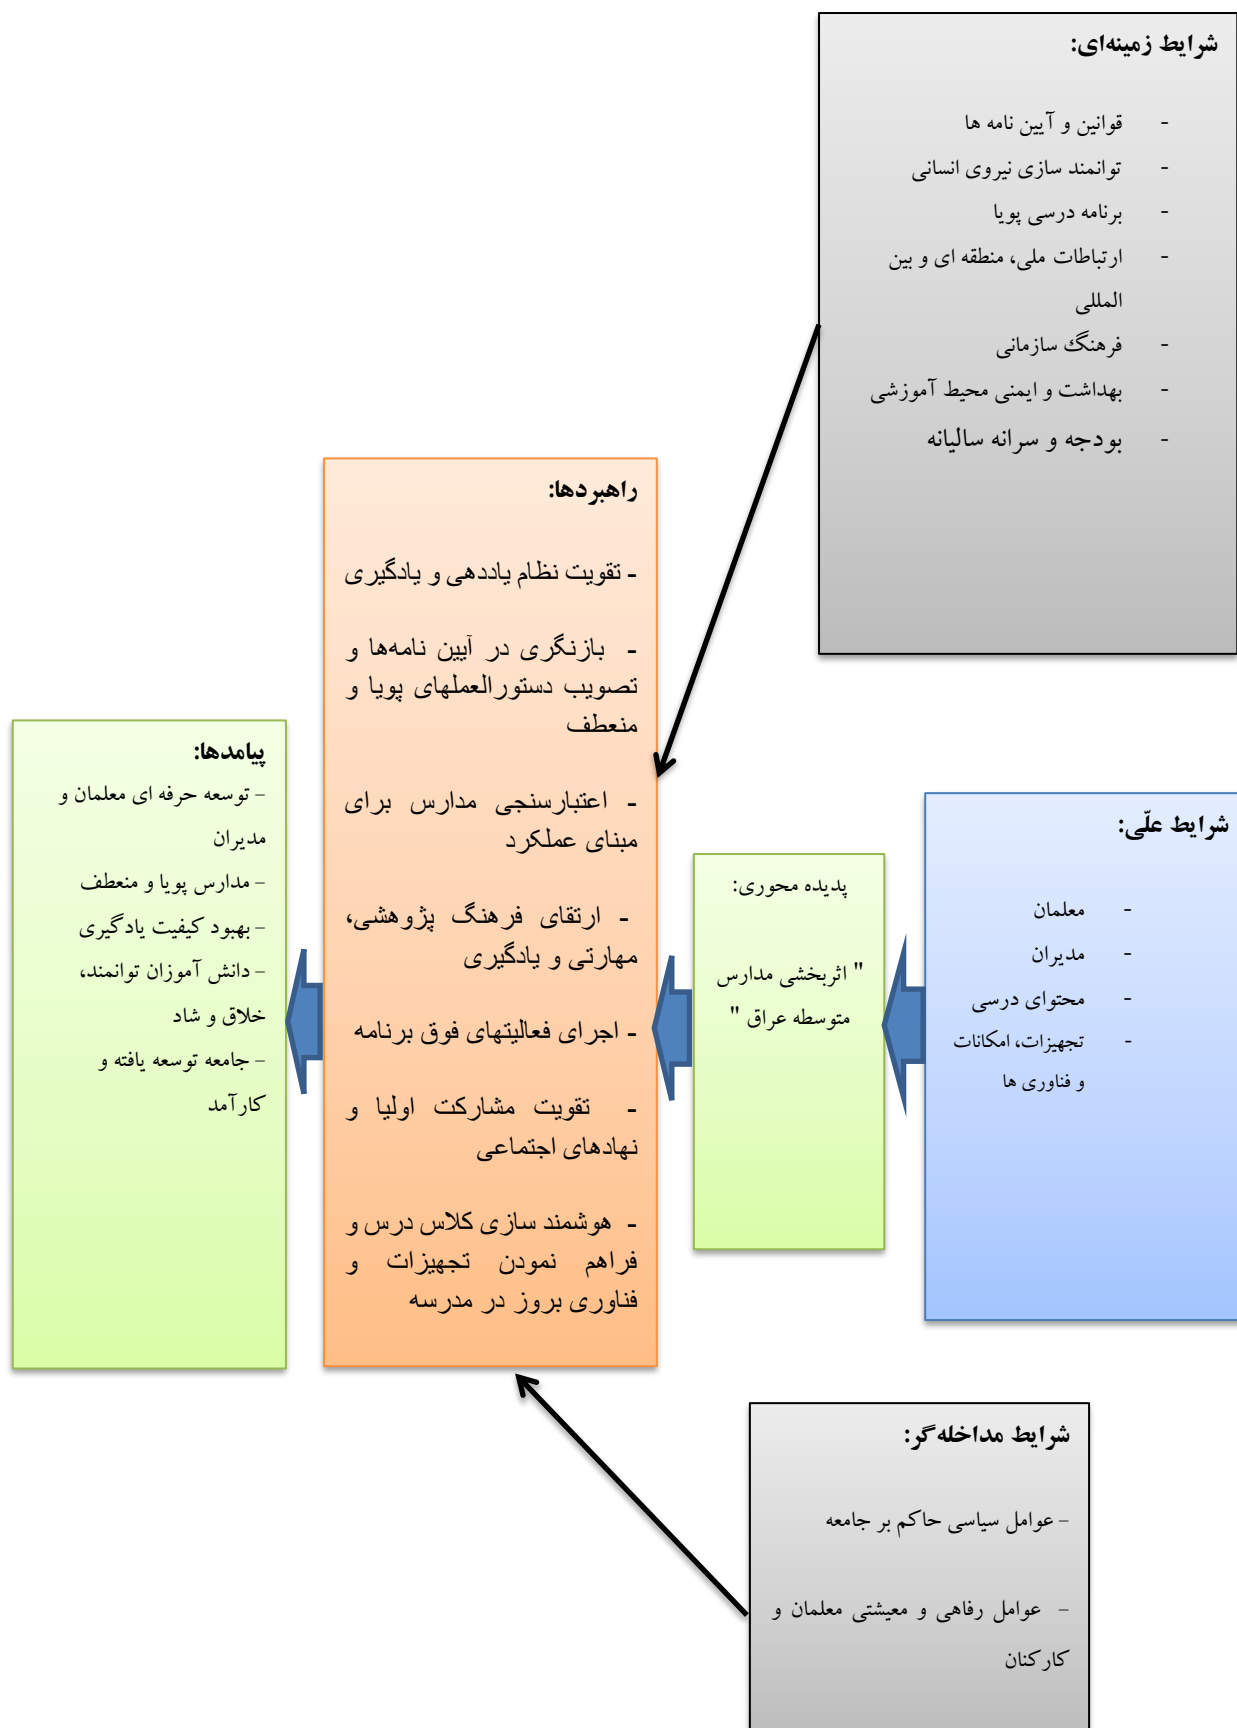 شرایط زمینه‌ای:
- قوانین و آیین نامه ها
- توانمند سازی نیروی انسانی
- برنامه درسی پویا
- ارتباطات ملی، منطقه ای و بین
المللی
- فرهنگ سازمانی
- بهداشت و ایمنی محیط آموزشی
- بودجه و سرانه سالیانه
شرایط علّی:
- معلمان
- مدیران
- محتوای درسی
- تجهیزات، امکانات
و فناوری ها
پدیده محوری:
" اثربخشی مدارس
متوسطه عراق "
راهبردها:
- تقویت نظام یاددهی و یادگیری
- بازنگری در آیین نامه‌ها و
تصویب دستورالعملهای پویا و
منعطف
- اعتبارسنجی مدارس برای
مبنای عملکرد
- ارتقای فرهنگ پژوهشی،
مهارتی و یادگیری
- اجرای فعالیتهای فوق برنامه
- تقویت مشارکت اولیا و
نهادهای اجتماعی
- هوشمند سازی کلاس درس و
فراهم نمودن تجهیزات و
فناوری بروز در مدرسه
پیامدها:
- توسعه حرفه ای معلمان و
مدیران
- مدارس پویا و منعطف
- بهبود کیفیت یادگیری
- دانش آموزان توانمند،
خلاق و شاد
- جامعه توسعه یافته و
کارآمد
شرایط مداخله‌گر:
- عوامل سیاسی حاکم بر جامعه
- عوامل رفاهی و معیشتی معلمان و
کارکنان